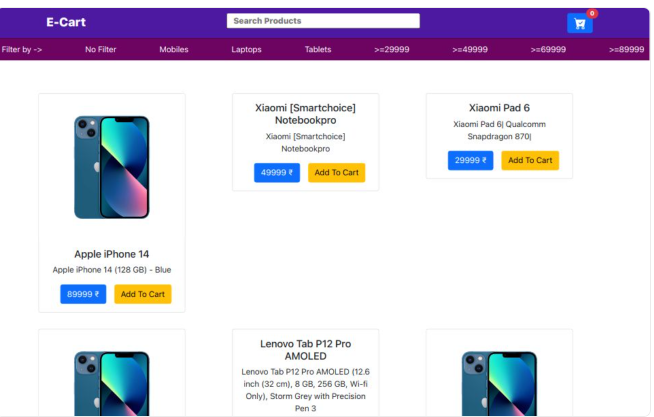 E-Cart
Search Products
0
Filter by ->
No Filter
Mobiles
Laptops
Tablets
>=29999
>=49999
>=69999
>=89999
Apple iPhone 14
Apple iPhone 14 (128 GB) - Blue
89999 ₹
Add To Cart
Xiaomi [Smartchoice]
Notebookpro
Xiaomi [Smartchoice]
Notebookpro
49999 ₹
Add To Cart
Xiaomi Pad 6
Xiaomi Pad 6| Qualcomm
Snapdragon 870|
29999 ₹
Add To Cart
Lenovo Tab P12 Pro
AMOLED
Lenovo Tab P12 Pro AMOLED (12.6
inch (32 cm), 8 GB, 256 GB, Wi-fi
Only), Storm Grey with Precision
Pen 3